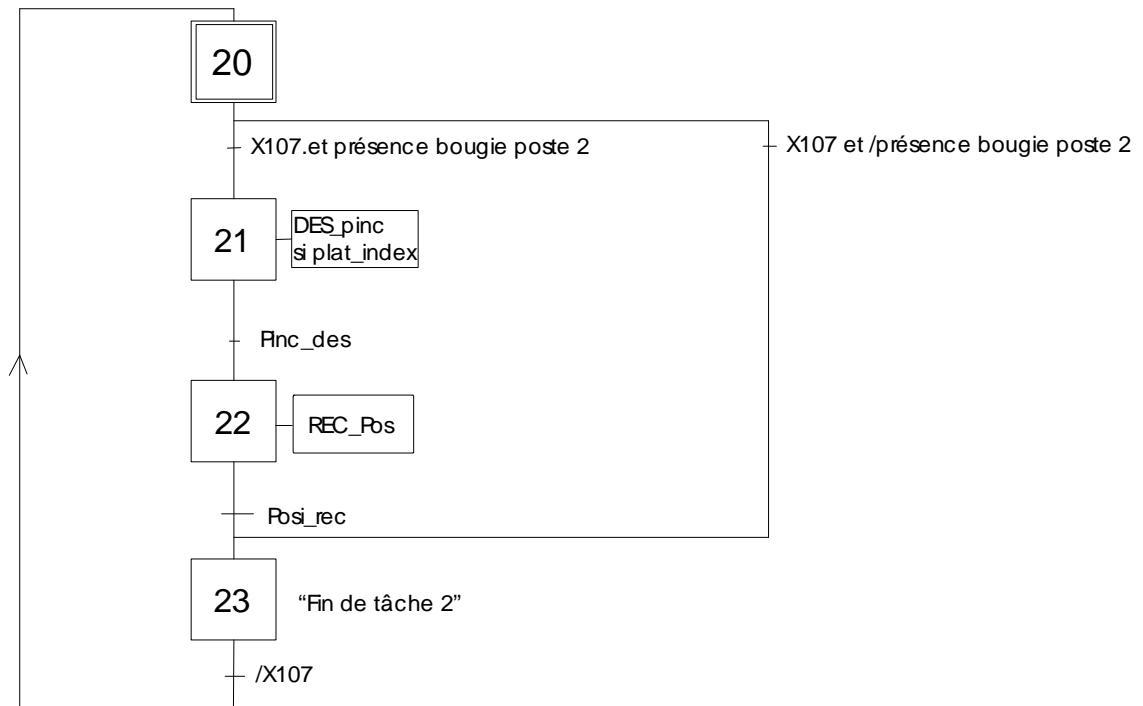 20
X107.et présence bougie poste 2
X107 et /présence bougie poste 2
21
DES_pinc
si plat_index
Pinc_des
22
REC_Pos
Posi_rec
23
“Fin de tâche 2”
/X107